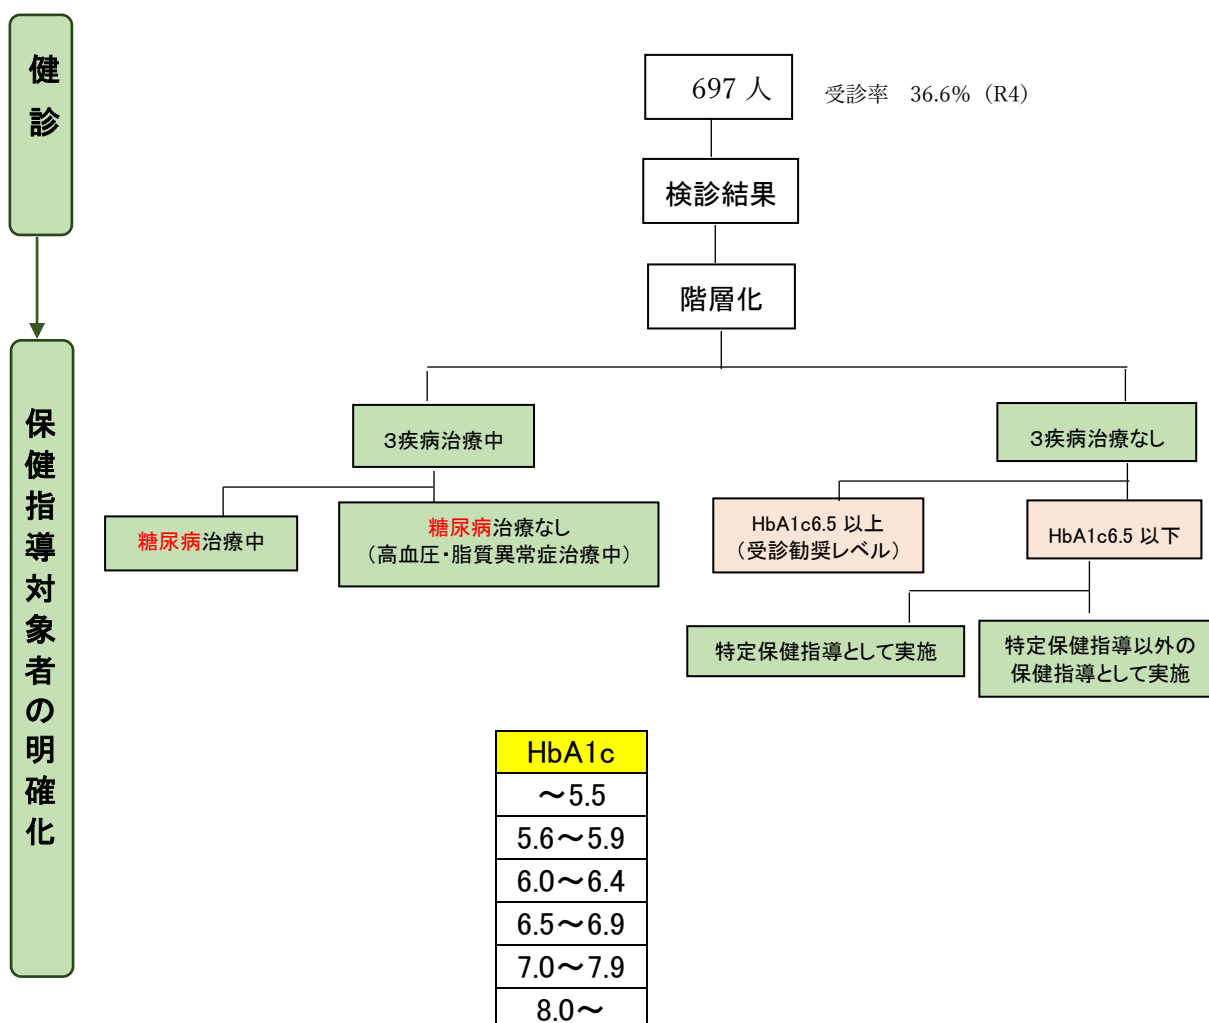 健診
697 人
受診率 36.6%（R4）
検診結果
階層化
保健指導対象者の明確化
3疾病治療中
3疾病治療なし
糖尿病治療中
糖尿病治療なし
（高血圧・脂質異常症治療中）
HbA1c6.5 以上
（受診勧奨レベル）
HbA1c6.5 以下
特定保健指導として実施
特定保健指導以外の
保健指導として実施
HbA1c
～5.5
5.6～5.9
6.0～6.4
6.5～6.9
7.0～7.9
8.0～